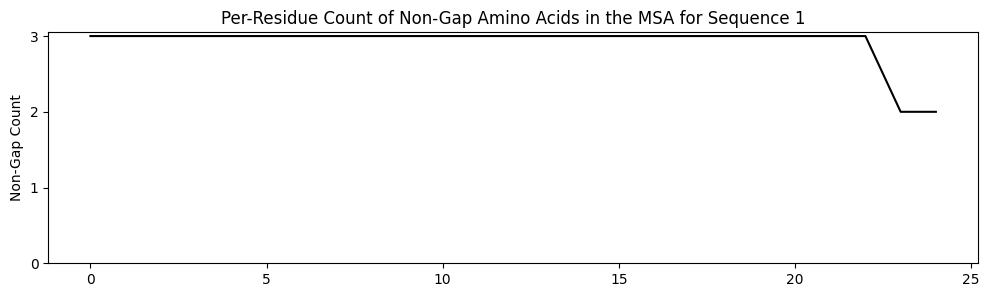 Per-Residue Count of Non-Gap Amino Acids in the MSA for Sequence 1
Non-Gap Count
3
2
1
0
0 5 10 15 20 25